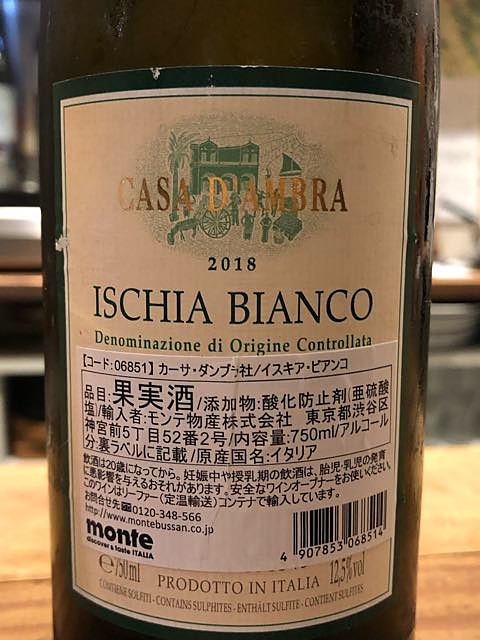 CASA D'AMBRA
2018
ISCHIA BIANCO
Denominazione di Origine Controllata
【コード:06851】カーサ・ダンブラ社/イスキア・ビアンコ
品目:果実酒/添加物:酸化防止剤(亜硫酸
塩)/輸入者:モンテ物産株式会社 東京都渋谷区
神宮前5丁目52番2号/内容量:750ml/アルコール
分:裏ラベルに記載/原産国名:イタリア
飲酒は20歳になってから。妊娠中や授乳期の飲酒は、胎児・乳児の発育
に悪影響を与えるおそれがあります。安全なワインオープナーをお使いください。
このワインはリーファー(定温輸送)コンテナで輸入しています。
お問合せ先 0120-348-566
http://www.montebussan.co.jp
monte
discover & taste ITALIA
4 907853 068514
e 750ml PRODOTTO IN ITALIA 12,5%vol
CONTIENE SOLFITI - CONTAINS SULPHITES - ENTHÄLT SULFITE - CONTIENT SULFITES